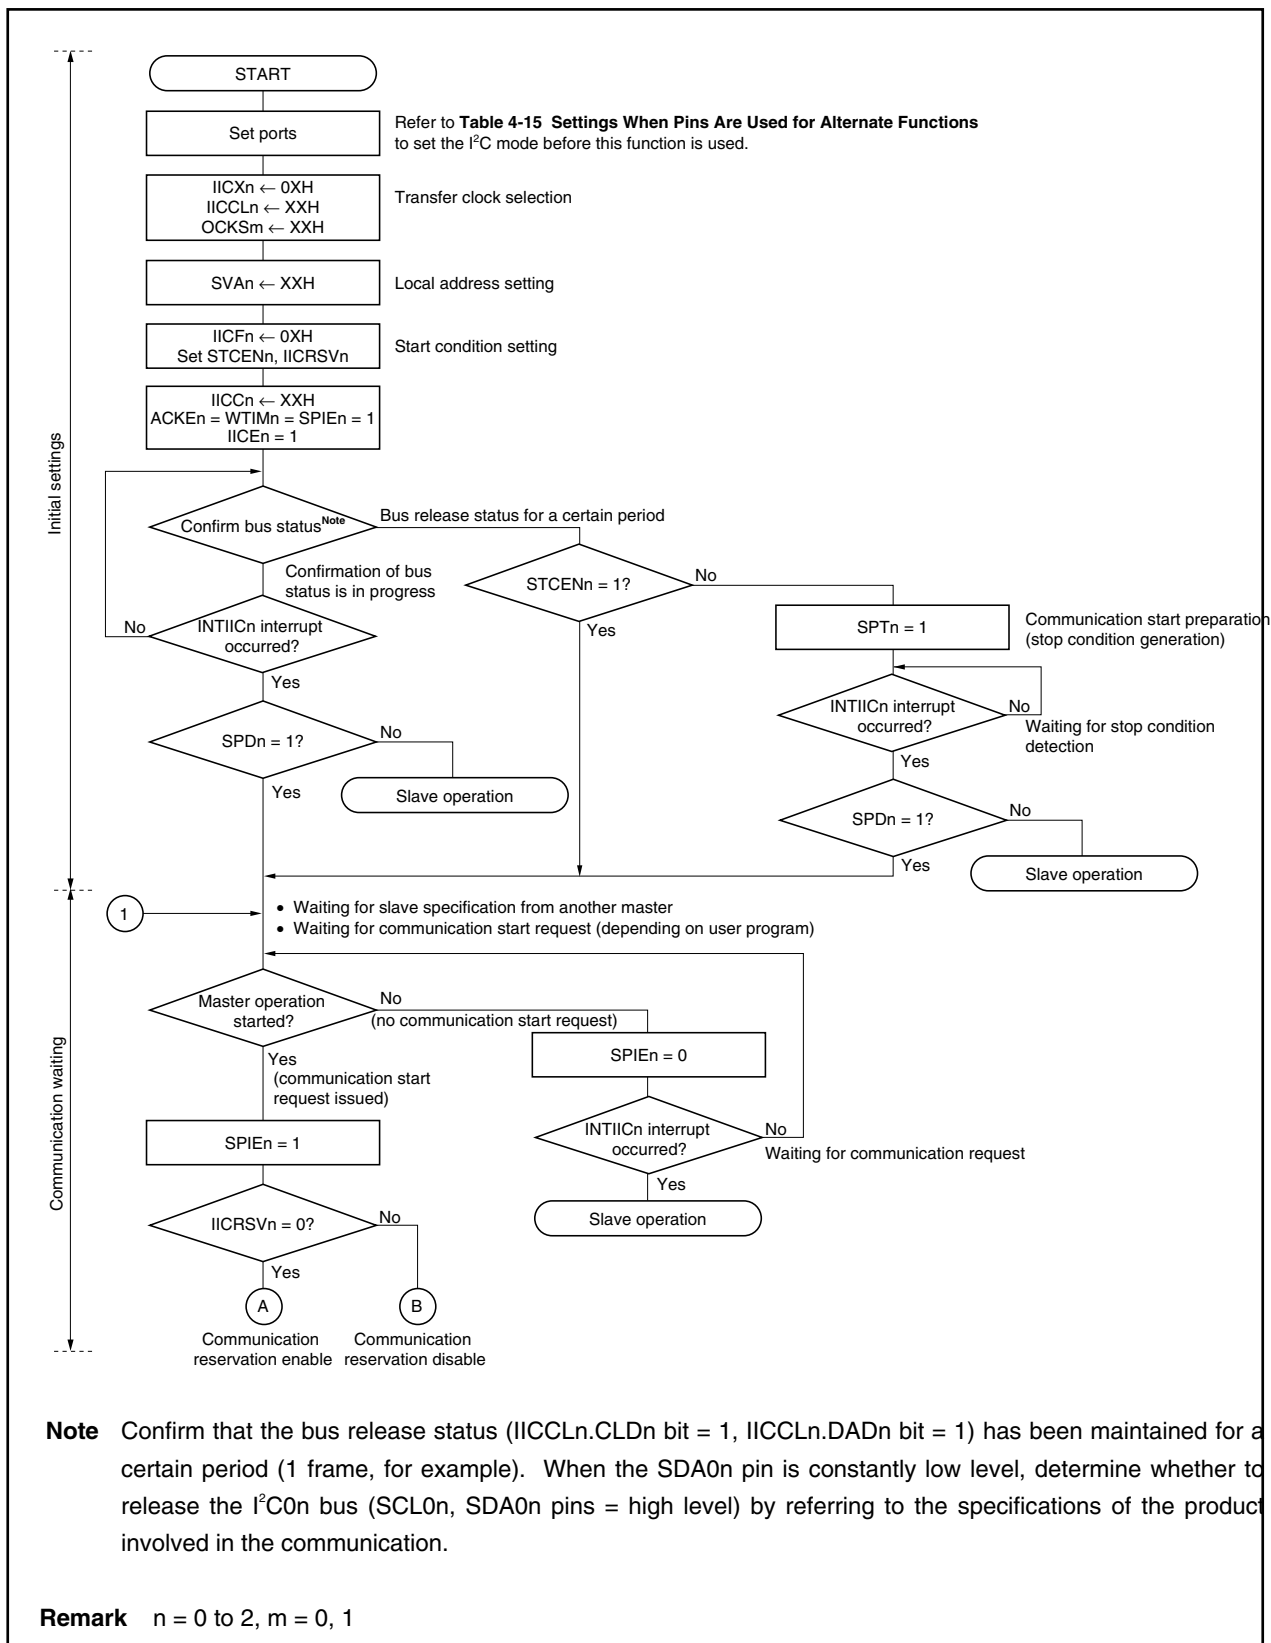 START
Set ports
Refer to Table 4-15 Settings When Pins Are Used for Alternate Functions
to set the I²C mode before this function is used.
IICXn ← 0XH
IICCLn ← XXH
OCKSm ← XXH
Transfer clock selection
SVAn ← XXH
Local address setting
IICFn ← 0XH
Set STCENn, IICRSVn
Start condition setting
IICCn ← XXH
ACKEn = WTIMn = SPIEn = 1
IICEn = 1
Initial settings
Confirm bus statusNote
Bus release status for a certain period
Confirmation of bus
status is in progress
STCENn = 1?
No
Yes
SPTn = 1
Communication start preparation
(stop condition generation)
No
INTIICn interrupt
occurred?
Yes
INTIICn interrupt
occurred?
No
Waiting for stop condition
detection
Yes
SPDn = 1?
No
Yes
Slave operation
SPDn = 1?
No
Yes
Slave operation
1
• Waiting for slave specification from another master
• Waiting for communication start request (depending on user program)
Communication waiting
Master operation
started?
No
(no communication start request)
Yes
(communication start
request issued)
SPIEn = 0
INTIICn interrupt
occurred?
No
Waiting for communication request
Yes
Slave operation
SPIEn = 1
IICRSVn = 0?
No
Yes
A
B
Communication
reservation enable
Communication
reservation disable
Note Confirm that the bus release status (IICCLn.CLDn bit = 1, IICCLn.DADn bit = 1) has been maintained for a
certain period (1 frame, for example). When the SDA0n pin is constantly low level, determine whether to
release the I²C0n bus (SCL0n, SDA0n pins = high level) by referring to the specifications of the product
involved in the communication.
Remark n = 0 to 2, m = 0, 1